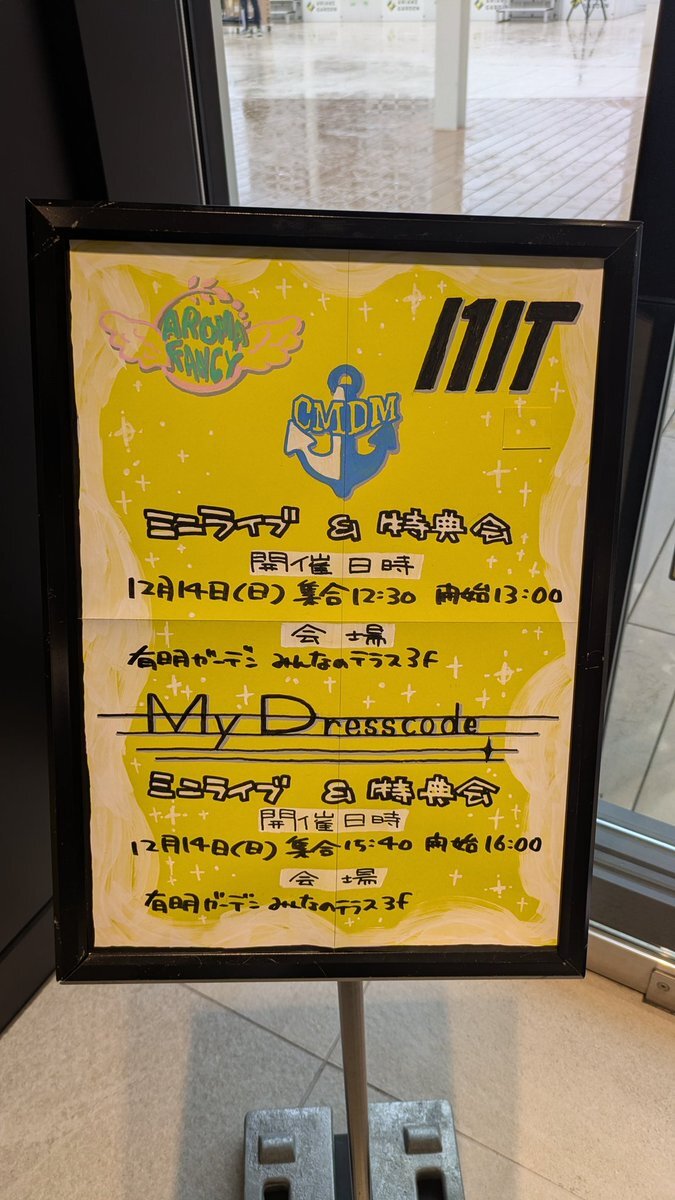 ARIAKE GARDEN
ARIAKE GARDEN
AROMA
FANCY
CMDM
ミニライブ & 特典会
開催日時
12月14日(日) 集合12:30 開始13:00
会場
有明ガーデン みんなのテラス3f
My Dresscode
ミニライブ & 特典会
開催日時
12月14日(日) 集合15:40 開始16:00
会場
有明ガーデン みんなのテラス3f